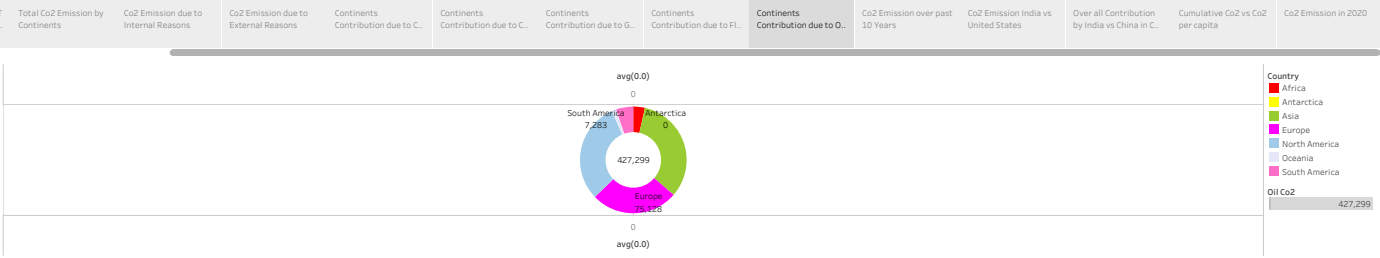 Total Co2 Emission by
Continents
Co2 Emission due to
Internal Reasons
Co2 Emission due to
External Reasons
Continents
Contribution due to C..
Continents
Contribution due to C..
Continents
Contribution due to G..
Continents
Contribution due to Fl..
Continents
Contribution due to O..
Co2 Emission over past
10 Years
Co2 Emission India vs
United States
Over all Contribution
by India vs China in C..
Cumulative Co2 vs Co2
per capita
Co2 Emission in 2020
avg(0.0)
0
South America
7,283
Antarctica
0
427,299
Europe
75,128
0
avg(0.0)
Country
Africa
Antarctica
Asia
Europe
North America
Oceania
South America
Oil Co2
427,299